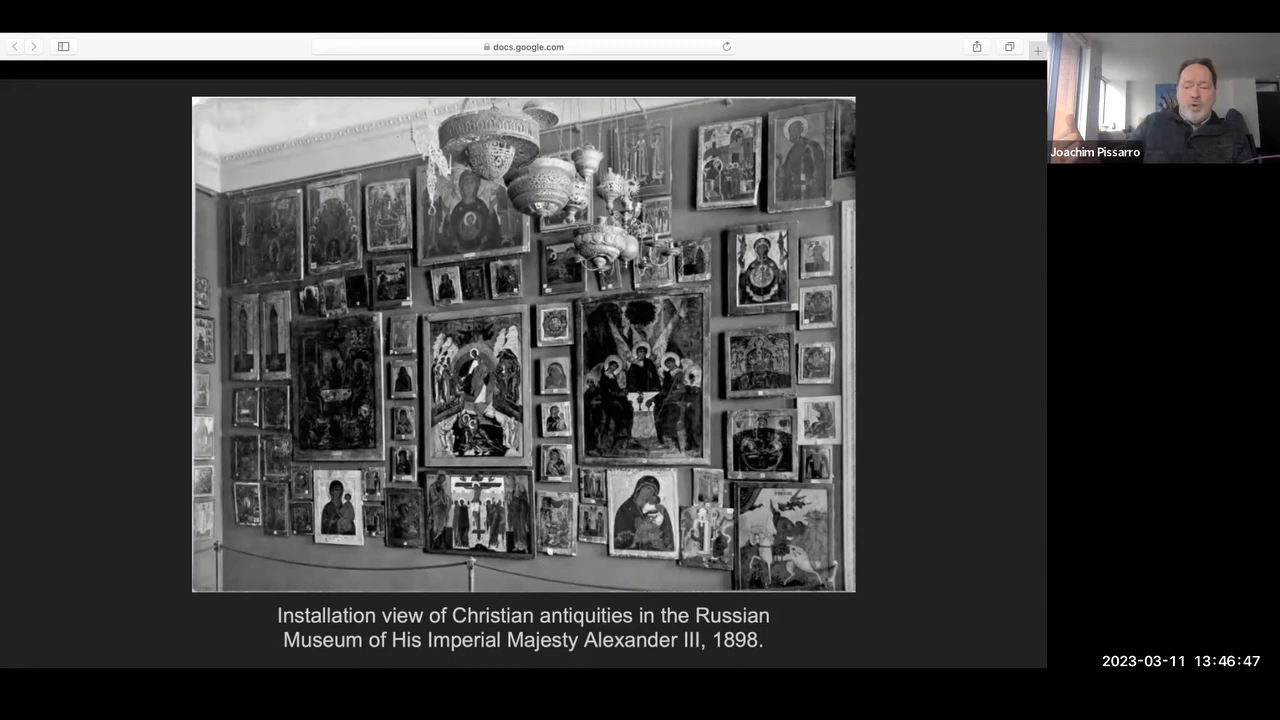 docs.google.com
Joachim Pissarro
Installation view of Christian antiquities in the Russian
Museum of His Imperial Majesty Alexander III, 1898.
2023-03-11 13:46:47